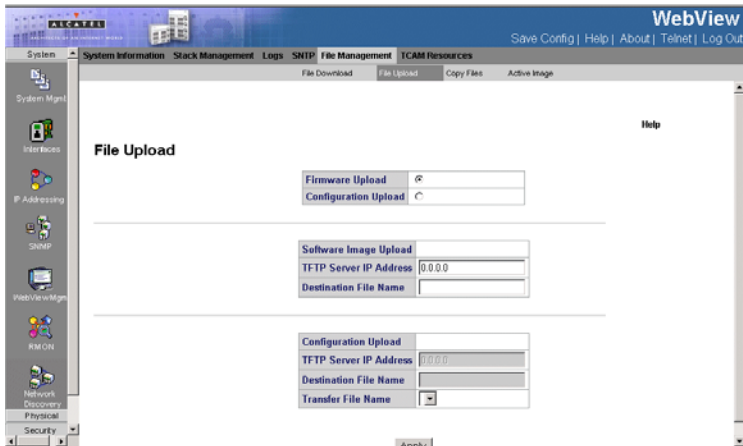 ALCATEL
WebView
Save Config | Help | About | Telnet | Log Out
System
System Information Stack Management Logs SNTP File Management TCAM Resources
File Download File Upload Copy Files Active Image
System Mgmt
Interfaces
IP Addressing
SNMP
WebView Mgm
RMON
Network
Discovery
Physical
Security
Help
File Upload
Firmware Upload
Configuration Upload
Software Image Upload
TFTP Server IP Address 0.0.0.0
Destination File Name
Configuration Upload
TFTP Server IP Address 0.0.0.0
Destination File Name
Transfer File Name
Apply